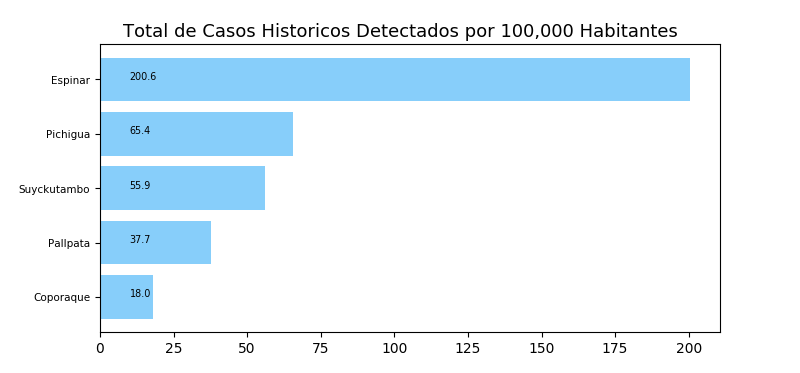 Total de Casos Historicos Detectados por 100,000 Habitantes
Espinar 200.6
Pichigua 65.4
Suyckutambo 55.9
Pallpata 37.7
Coporaque 18.0
0 25 50 75 100 125 150 175 200